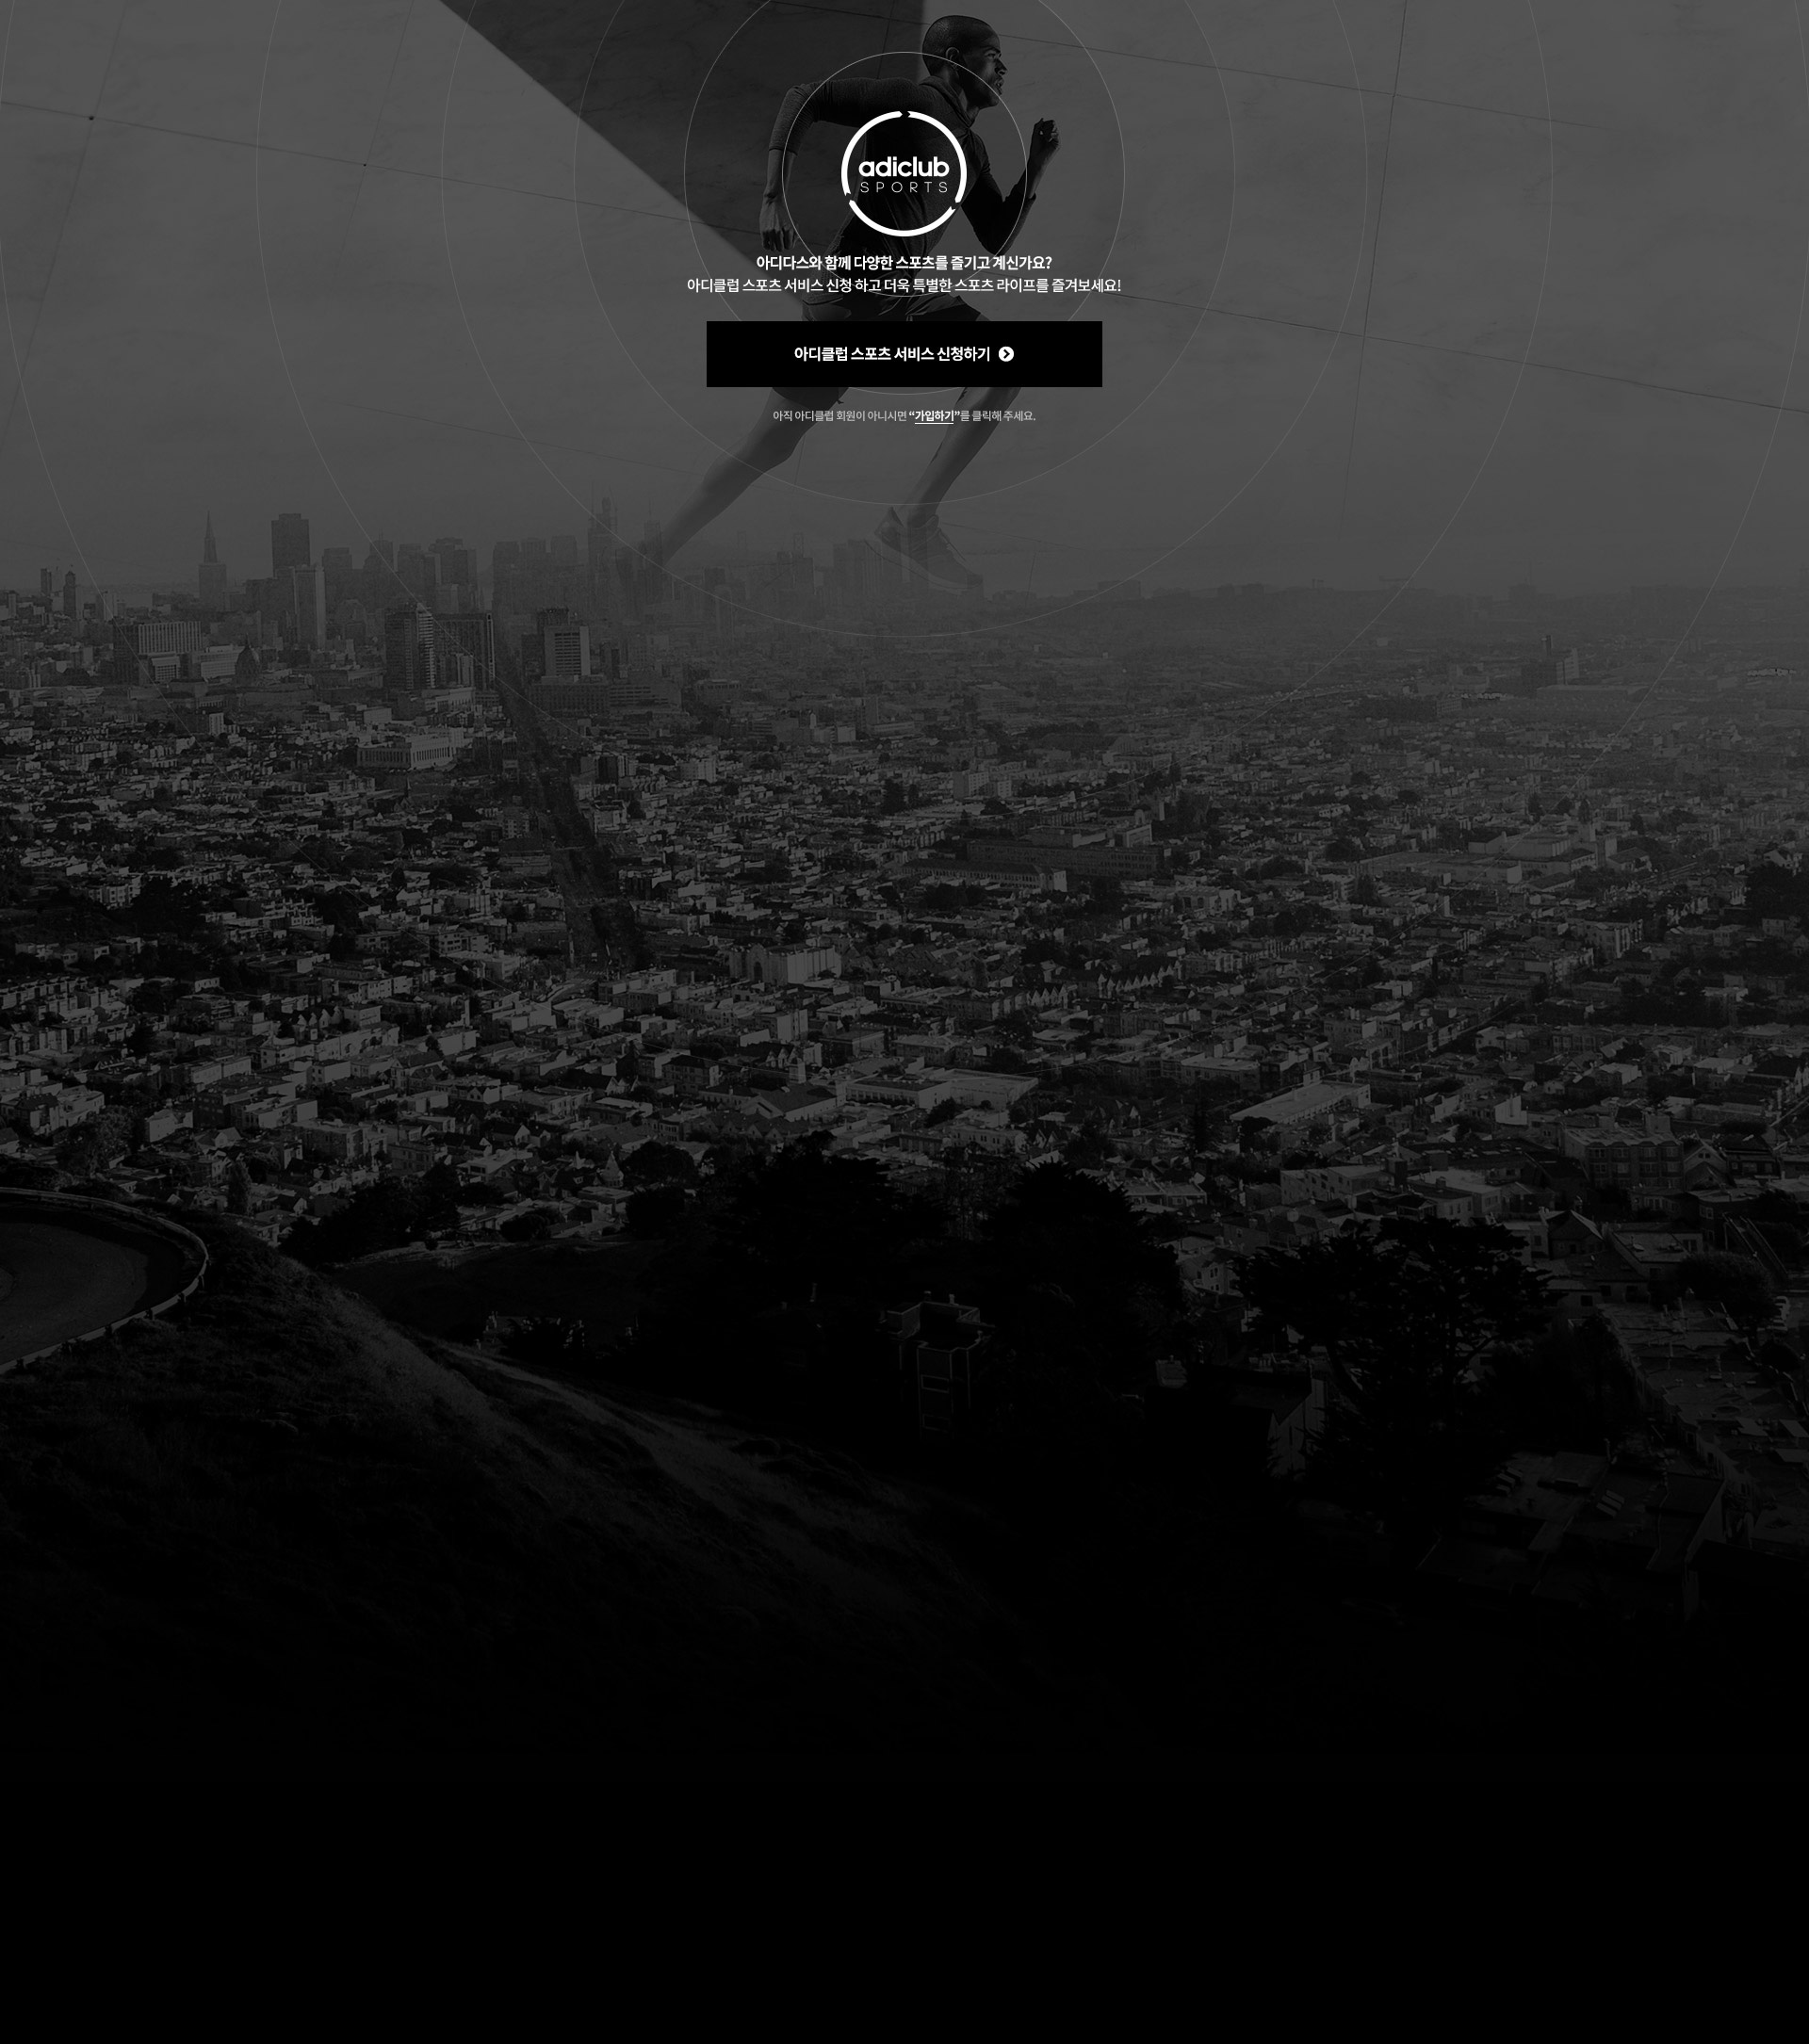 adiclub
SPORTS
아디다스와 함께 다양한 스포츠를 즐기고 계신가요?
아디클럽 스포츠 서비스 신청 하고 더욱 특별한 스포츠 라이프를 즐겨보세요!
아디클럽 스포츠 서비스 신청하기
아직 아디클럽 회원이 아니시면 “가입하기”를 클릭해 주세요.